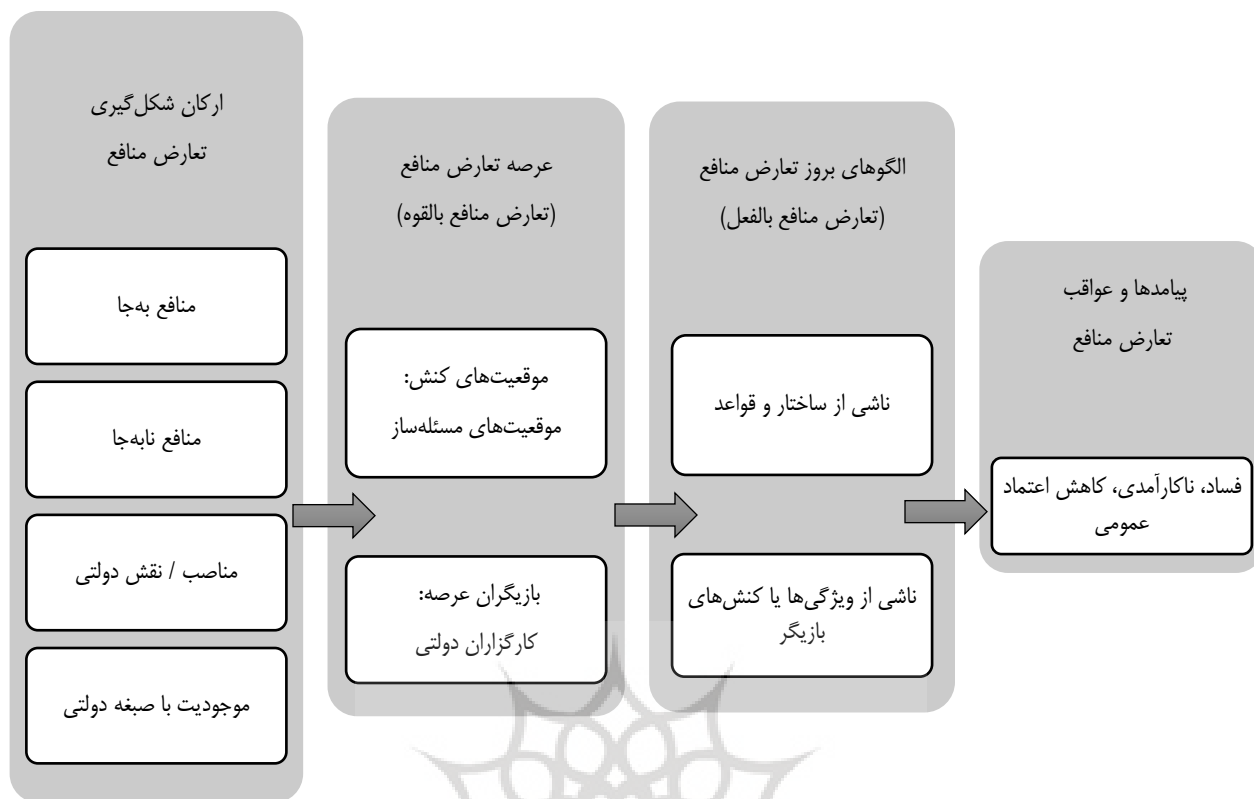 ارکان شکل‌گیری
تعارض منافع
منافع به‌جا
منافع نابه‌جا
مناصب / نقش دولتی
موجودیت با صبغه دولتی
عرصه تعارض منافع
(تعارض منافع بالقوه)
موقعیت‌های کنش:
موقعیت‌های مسئله‌ساز
بازیگران عرصه:
کارگزاران دولتی
الگوهای بروز تعارض منافع
(تعارض منافع بالفعل)
ناشی از ساختار و قواعد
ناشی از ویژگی‌ها یا کنش‌های
بازیگر
پیامدها و عواقب
تعارض منافع
فساد، ناکارآمدی، کاهش اعتماد
عمومی